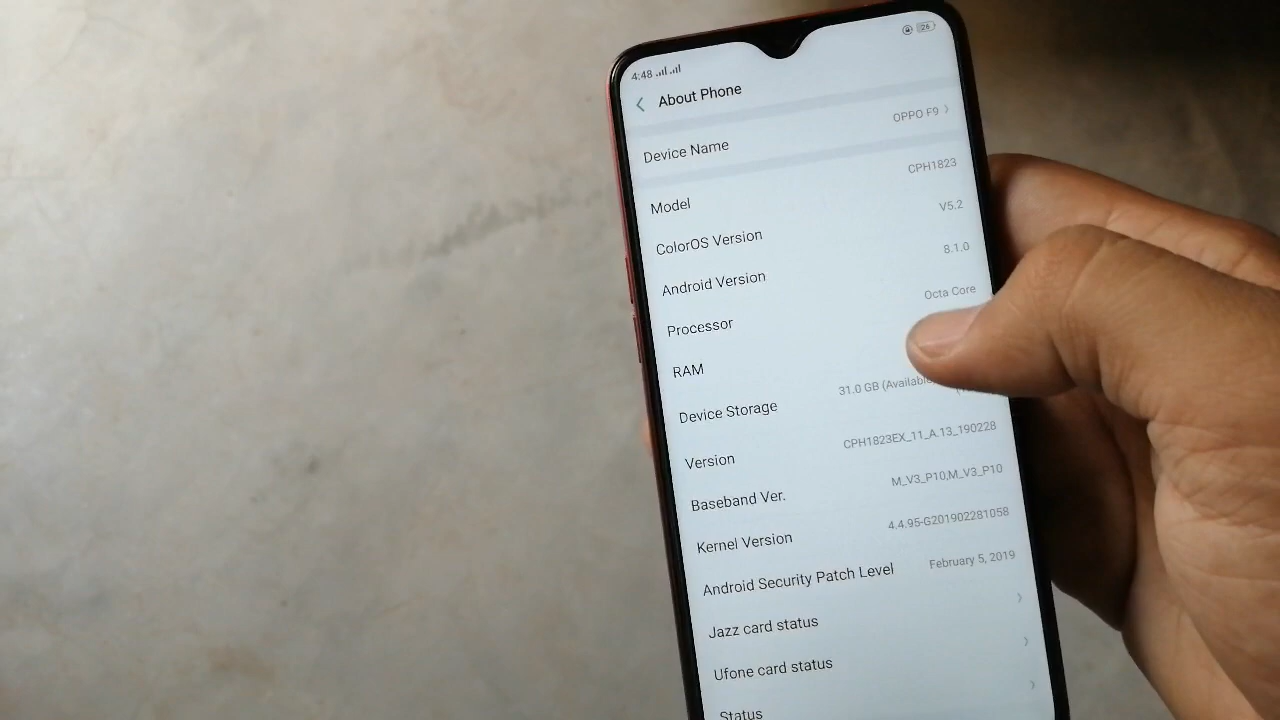 4:48
26
About Phone
Device Name OPPO F9
Model CPH1823
ColorOS Version V5.2
Android Version 8.1.0
Processor Octa Core
RAM
Device Storage 31.0 GB (Available)
Version CPH1823EX_11_A.13_190228
Baseband Ver. M_V3_P10,M_V3_P10
Kernel Version 4.4.95-G201902281058
Android Security Patch Level February 5, 2019
Jazz card status
Ufone card status
Status